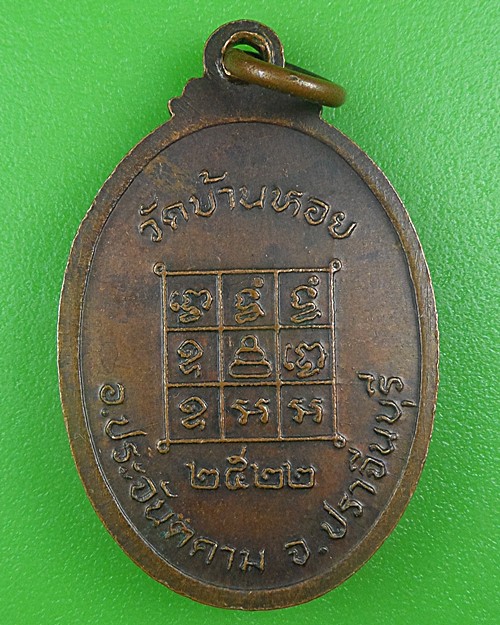 วัดบ้านหอย
๒๕๒๒
อ.ประจันตคาม จ.ปราจีนบุรี